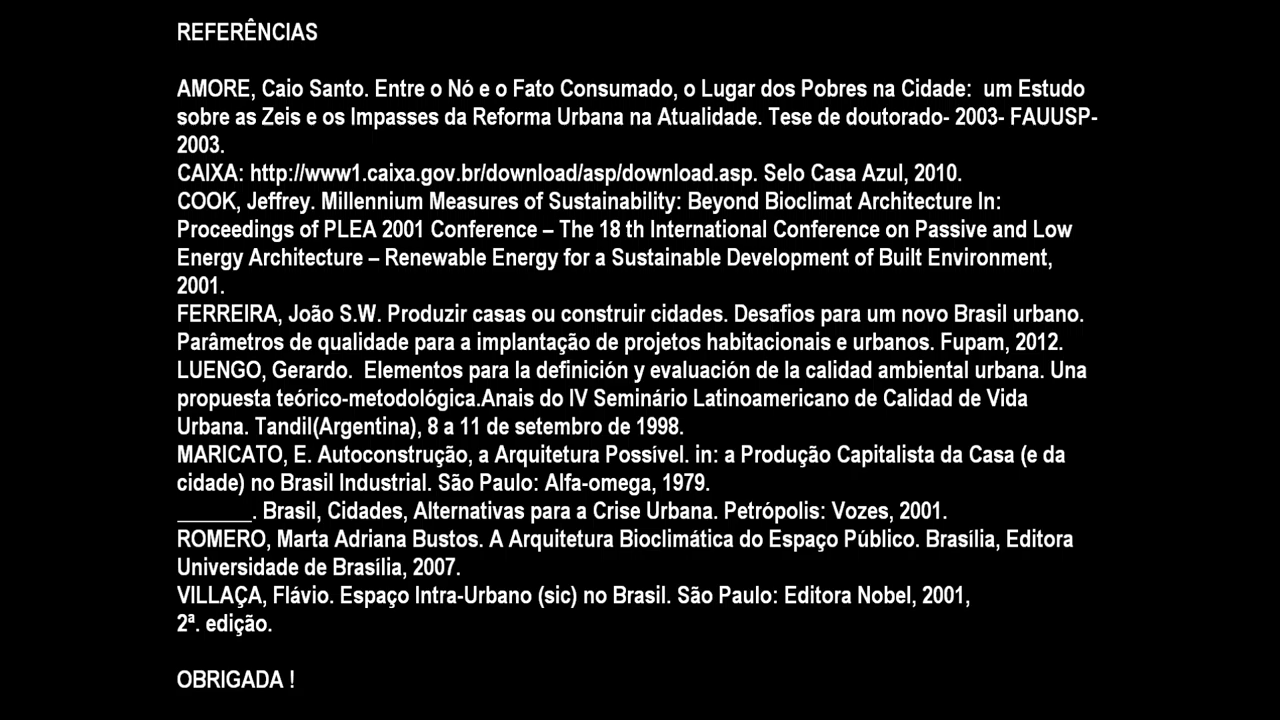 REFERÊNCIAS
AMORE, Caio Santo. Entre o Nó e o Fato Consumado, o Lugar dos Pobres na Cidade:  um Estudo
sobre as Zeis e os Impasses da Reforma Urbana na Atualidade. Tese de doutorado- 2003- FAUUSP-
2003.
CAIXA: http://www1.caixa.gov.br/download/asp/download.asp. Selo Casa Azul, 2010.
COOK, Jeffrey. Millennium Measures of Sustainability: Beyond Bioclimat Architecture In:
Proceedings of PLEA 2001 Conference – The 18 th International Conference on Passive and Low
Energy Architecture – Renewable Energy for a Sustainable Development of Built Environment,
2001.
FERREIRA, João S.W. Produzir casas ou construir cidades. Desafios para um novo Brasil urbano.
Parâmetros de qualidade para a implantação de projetos habitacionais e urbanos. Fupam, 2012.
LUENGO, Gerardo.  Elementos para la definición y evaluación de la calidad ambiental urbana. Una
propuesta teórico-metodológica.Anais do IV Seminário Latinoamericano de Calidad de Vida
Urbana. Tandil(Argentina), 8 a 11 de setembro de 1998.
MARICATO, E. Autoconstrução, a Arquitetura Possível. in: a Produção Capitalista da Casa (e da
cidade) no Brasil Industrial. São Paulo: Alfa-omega, 1979.
_______. Brasil, Cidades, Alternativas para a Crise Urbana. Petrópolis: Vozes, 2001.
ROMERO, Marta Adriana Bustos. A Arquitetura Bioclimática do Espaço Público. Brasília, Editora
Universidade de Brasília, 2007.
VILLAÇA, Flávio. Espaço Intra-Urbano (sic) no Brasil. São Paulo: Editora Nobel, 2001,
2ª. edição.
OBRIGADA !